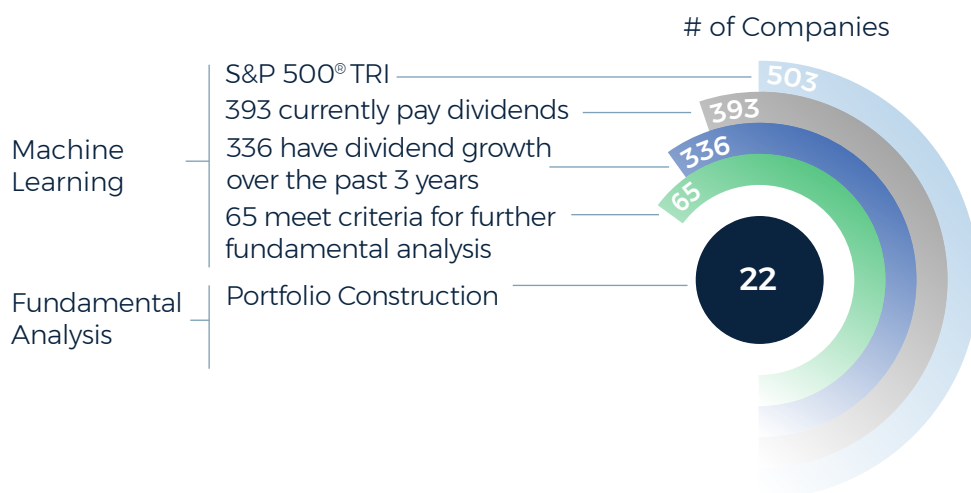 # of Companies
S&P 500® TRI
503
393 currently pay dividends
393
Machine
Learning
336 have dividend growth
over the past 3 years
336
65 meet criteria for further
fundamental analysis
65
Fundamental
Analysis
Portfolio Construction
22